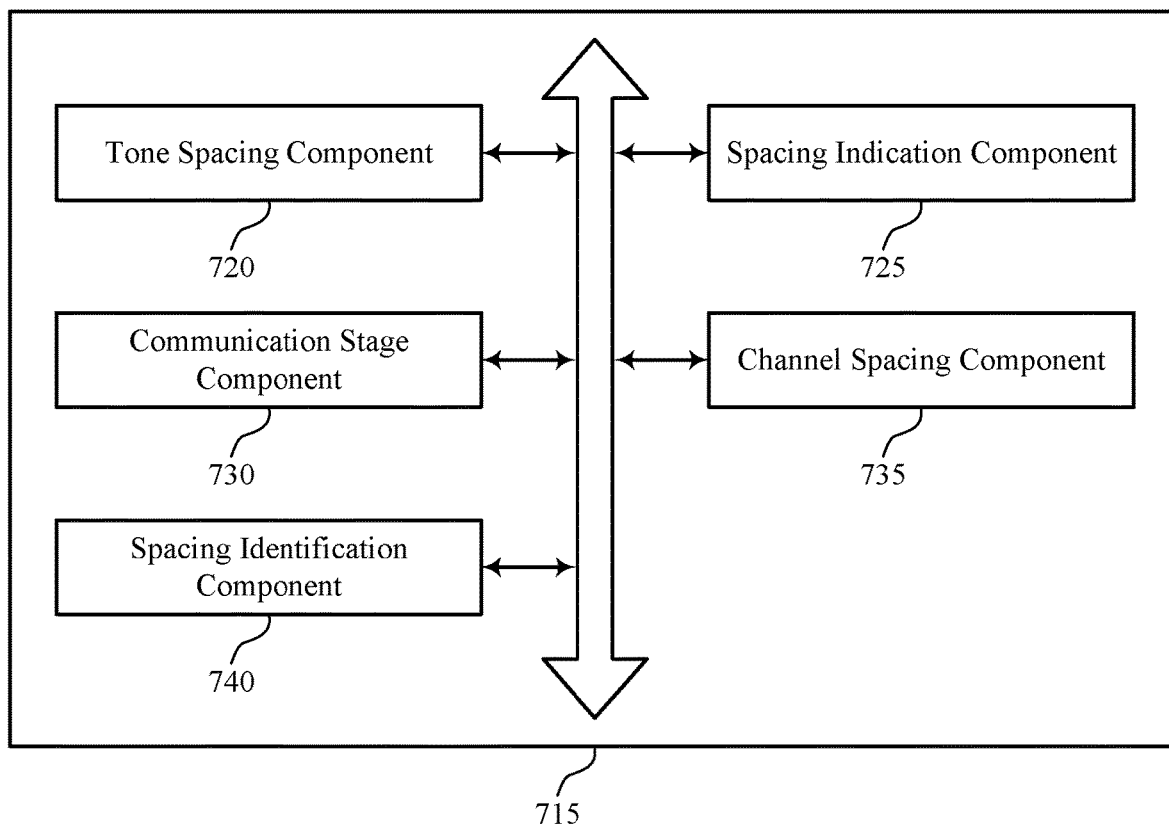 Tone Spacing Component
720
Spacing Indication Component
725
Communication Stage
Component
730
Channel Spacing Component
735
Spacing Identification
Component
740
715